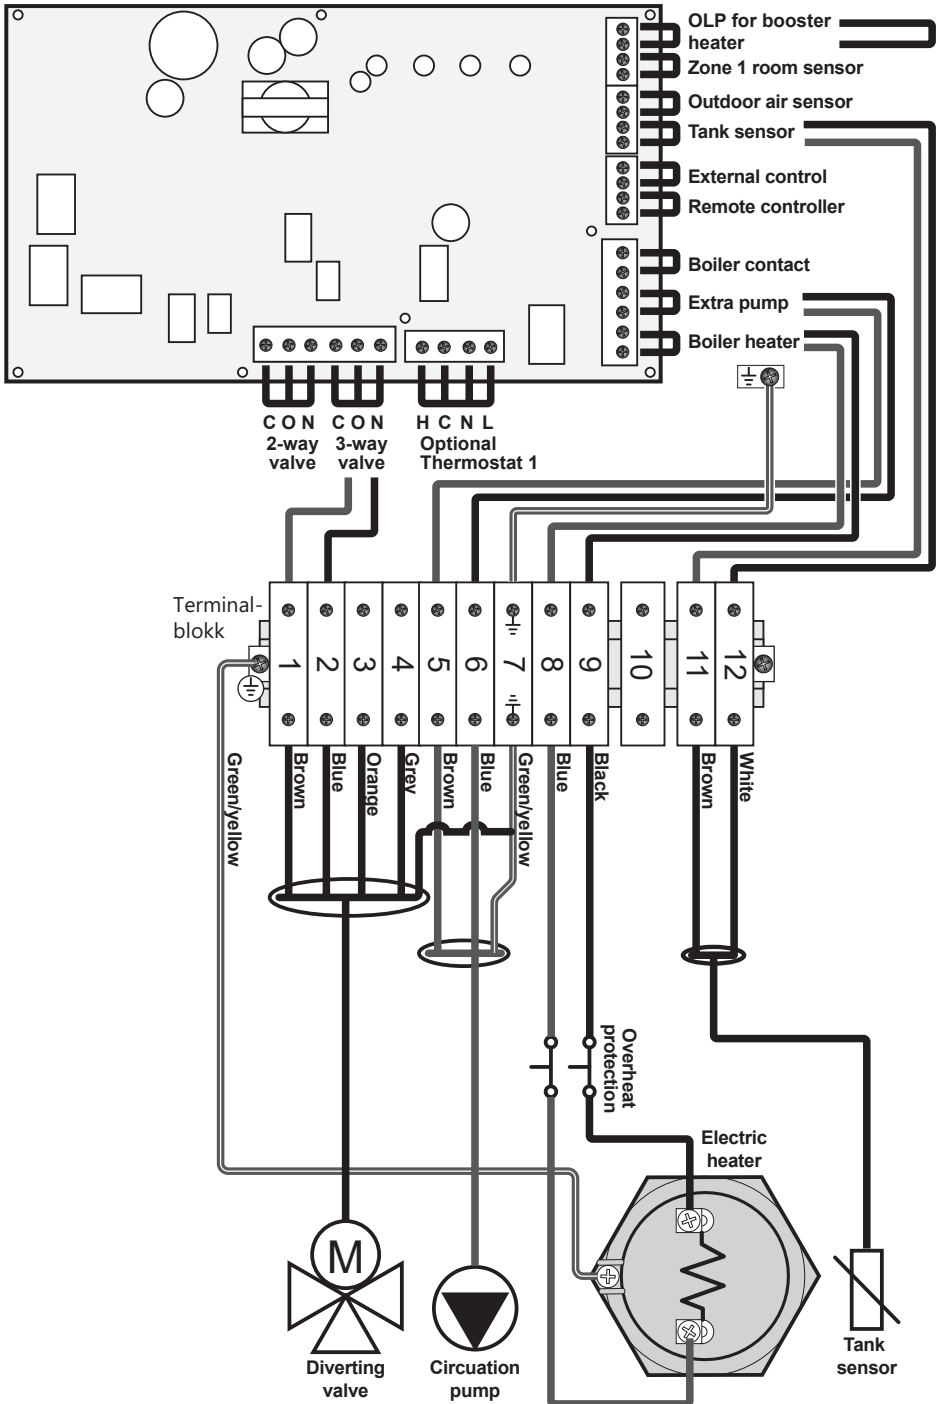 OLP for booster
heater
Zone 1 room sensor
Outdoor air sensor
Tank sensor
External control
Remote controller
Boiler contact
Extra pump
Boiler heater
C O N C O N H C N L
2-way
valve
3-way
valve
Optional
Thermostat 1
Terminal-
blokk
1 2 3 4 5 6 7 8 9 10 11 12
Green/yellow
Brown
Blue
Orange
Grey
Brown
Blue
Green/yellow
Blue
Black
Brown
White
Overheat
protection
Electric
heater
M
Diverting
valve
Circuation
pump
Tank
sensor